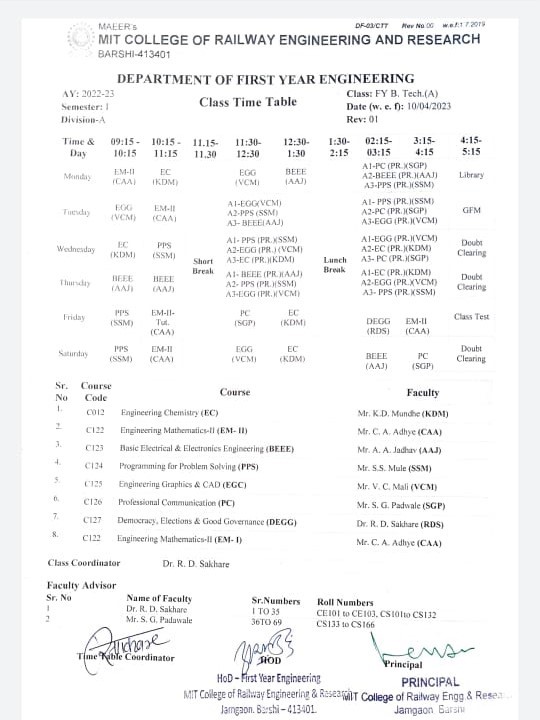 MAEER's
DF-03/CT7 Rev No.00 w.e.f:1.7.2019
MIT COLLEGE OF RAILWAY ENGINEERING AND RESEARCH
BARSHI-413401
DEPARTMENT OF FIRST YEAR ENGINEERING
AY: 2022-23
Semester: I
Division-A
Class Time Table
Class: FY B. Tech.(A)
Date (w. e. f): 10/04/2023
Rev: 01
Time & Day 09:15 - 10:15 10:15 - 11:15 11.15- 11.30 11:30- 12:30 12:30- 1:30 1:30- 2:15 02:15- 03:15 3:15- 4:15 4:15- 5:15
Monday EM-II (CAA) EC (KDM) EGG (VCM) BEEE (AAJ) A1-PC (PR.)(SGP) Library
A2-BEEE (PR.)(AAJ)
A3-PPS (PR.)(SSM)
Tuesday EGG (VCM) EM-II (CAA) A1-EGG(VCM) A1- PPS (PR.)(SSM) GFM
A2-PPS (SSM) A2-PC (PR.)(SGP)
A3- BEEE(AAJ) A3-EGG (PR.)(VCM)
Wednesday EC (KDM) PPS (SSM) A1- PPS (PR.)(SSM) A1-EGG (PR.)(VCM) Doubt Clearing
A2-EGG (PR.) (VCM) A2-EC (PR.)(KDM)
A3-EC (PR.)(KDM) A3- PC (PR.)(SGP)
Short Break Lunch Break
Thursday BEEE (AAJ) BEEE (AAJ) A1- BEEE (PR.)(AAJ) A1-EC (PR.)(KDM) Doubt Clearing
A2- PPS (PR.)(SSM) A2-EGG (PR.)(VCM)
A3-EGG (PR.)(VCM) A3- PPS (PR.)(SSM)
Friday PPS (SSM) EM-II- Tut. (CAA) PC (SGP) EC (KDM) DEGG (RDS) EM-II (CAA) Class Test
Saturday PPS (SSM) EM-II (CAA) EGG (VCM) EC (KDM) BEEE (AAJ) PC (SGP) Doubt Clearing
Sr. No Course Code Course Faculty
1. C012 Engineering Chemistry (EC) Mr. K.D. Mundhe (KDM)
2. C122 Engineering Mathematics-II (EM- II) Mr. C. A. Adhye (CAA)
3. C123 Basic Electrical & Electronics Engineering (BEEE) Mr. A. A. Jadhav (AAJ)
4. C124 Programming for Problem Solving (PPS) Mr. S.S. Mule (SSM)
5. C125 Engineering Graphics & CAD (EGC) Mr. V. C. Mali (VCM)
6. C126 Professional Communication (PC) Mr. S. G. Padwale (SGP)
7. C127 Democracy, Elections & Good Governance (DEGG) Dr. R. D. Sakhare (RDS)
8. C122 Engineering Mathematics-II (EM- I) Mr. C. A. Adhye (CAA)
Class Coordinator Dr. R. D. Sakhare
Faculty Advisor
Sr. No Name of Faculty Sr.Numbers Roll Numbers
1 Dr. R. D. Sakhare 1 TO 35 CE101 to CE103, CS101to CS132
2 Mr. S. G. Padawale 36TO 69 CS133 to CS166
Time Table Coordinator HOD Principal
HoD - First Year Engineering
MIT College of Railway Engineering & Research
Jamgaon. Barshi – 413401.
PRINCIPAL
MIT College of Railway Engg & Resea
Jamgaon Barshi